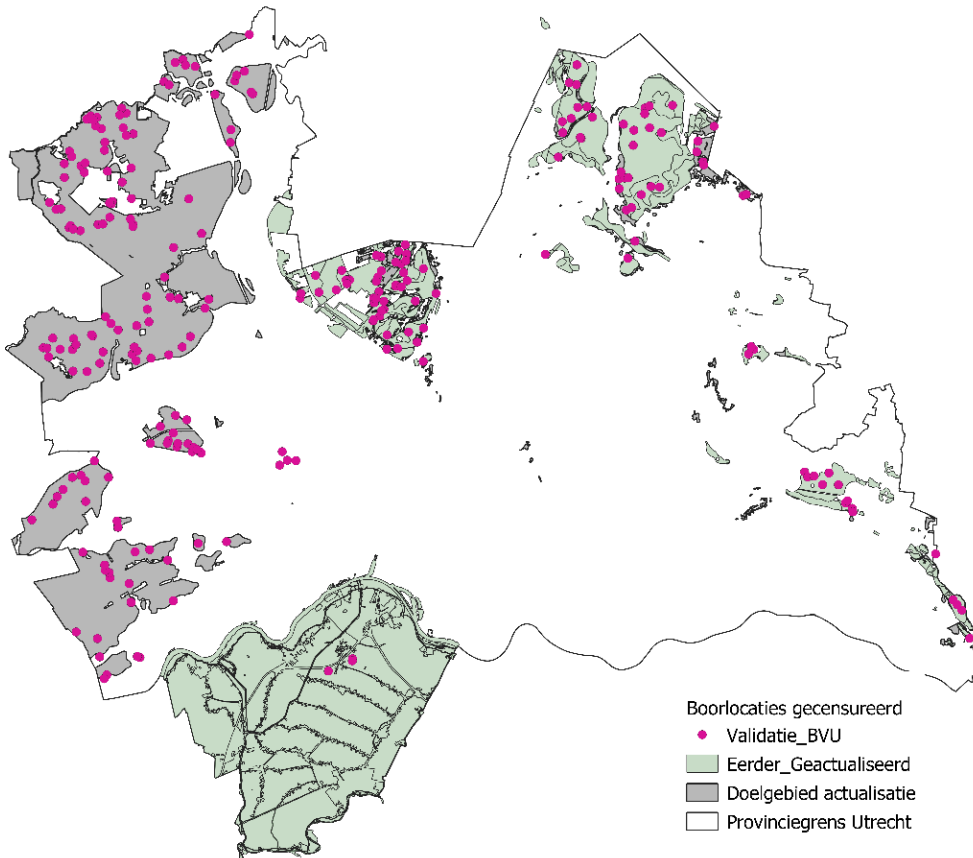 Boorlocaties gecensureerd
Validatie_BVU
Eerder_Geactualiseerd
Doelgebied actualisatie
Provinciegrens Utrecht